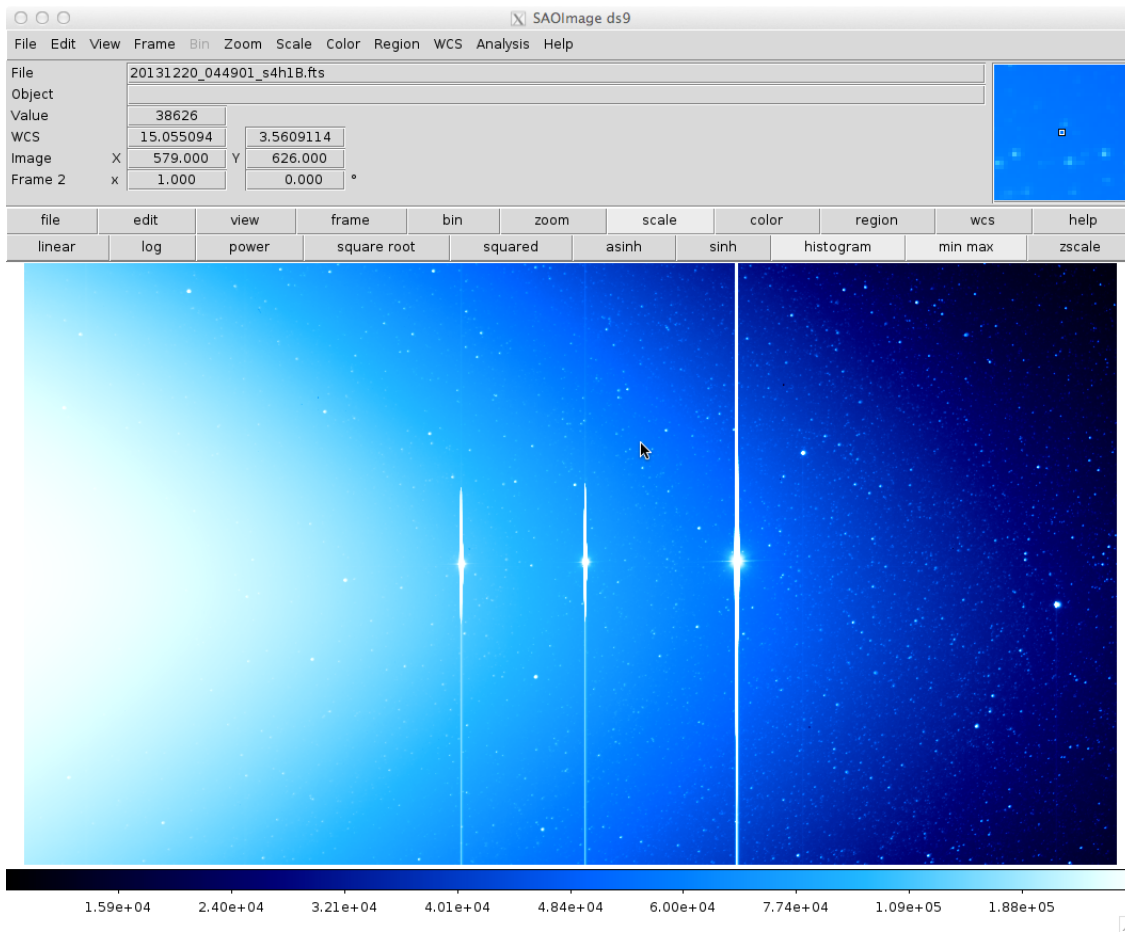 X SAOImage ds9
File Edit View Frame Bin Zoom Scale Color Region WCS Analysis Help
File 20131220_044901_s4h1B.fts
Object
Value 38626
WCS 15.055094 3.5609114
Image X 579.000 Y 626.000
Frame 2 x 1.000 0.000 °
file edit view frame bin zoom scale color region wcs help
linear log power square root squared asinh sinh histogram min max zscale
1.59e+04 2.40e+04 3.21e+04 4.01e+04 4.84e+04 6.00e+04 7.74e+04 1.09e+05 1.88e+05